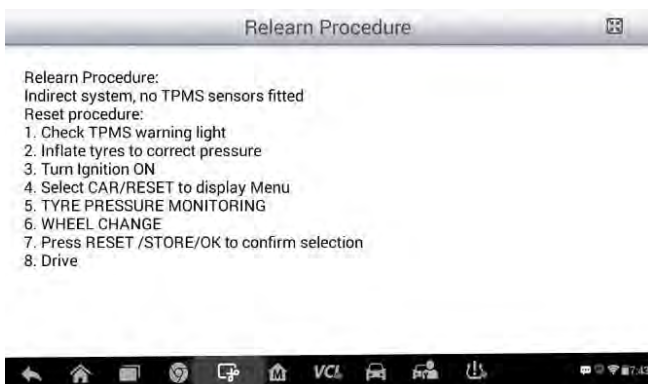 Relearn Procedure
Relearn Procedure:
Indirect system, no TPMS sensors fitted
Reset procedure:
1. Check TPMS warning light
2. Inflate tyres to correct pressure
3. Turn Ignition ON
4. Select CAR/RESET to display Menu
5. TYRE PRESSURE MONITORING
6. WHEEL CHANGE
7. Press RESET /STORE/OK to confirm selection
8. Drive
VCI
7:43